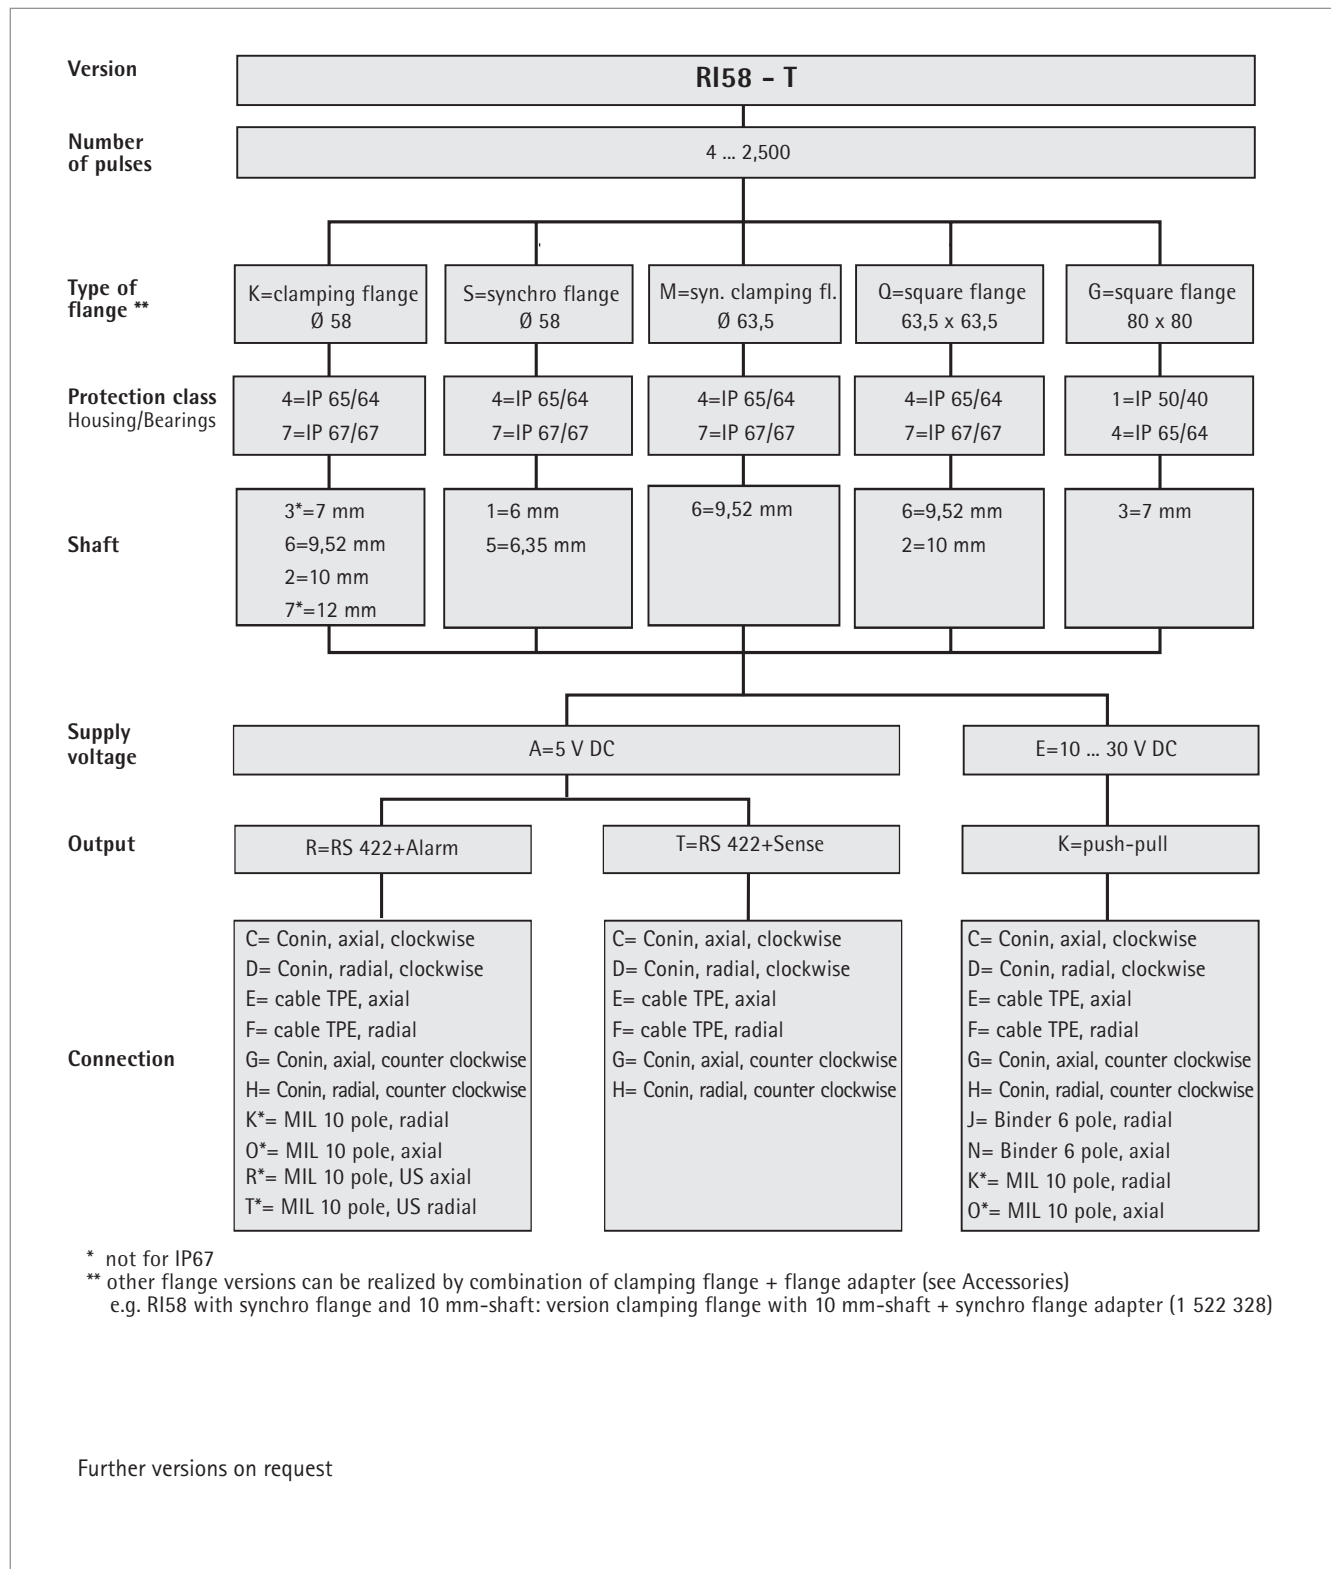 Version
RI58 - T
Number
of pulses
4 ... 2,500
Type of
flange **
K=clamping flange
Ø 58
S=synchro flange
Ø 58
M=syn. clamping fl.
Ø 63,5
Q=square flange
63,5 x 63,5
G=square flange
80 x 80
Protection class
Housing/Bearings
4=IP 65/64
7=IP 67/67
4=IP 65/64
7=IP 67/67
4=IP 65/64
7=IP 67/67
4=IP 65/64
7=IP 67/67
1=IP 50/40
4=IP 65/64
Shaft
3*=7 mm
6=9,52 mm
2=10 mm
7*=12 mm
1=6 mm
5=6,35 mm
6=9,52 mm
6=9,52 mm
2=10 mm
3=7 mm
Supply
voltage
A=5 V DC
E=10 ... 30 V DC
Output
R=RS 422+Alarm
T=RS 422+Sense
K=push-pull
Connection
C= Conin, axial, clockwise
D= Conin, radial, clockwise
E= cable TPE, axial
F= cable TPE, radial
G= Conin, axial, counter clockwise
H= Conin, radial, counter clockwise
K*= MIL 10 pole, radial
O*= MIL 10 pole, axial
R*= MIL 10 pole, US axial
T*= MIL 10 pole, US radial
C= Conin, axial, clockwise
D= Conin, radial, clockwise
E= cable TPE, axial
F= cable TPE, radial
G= Conin, axial, counter clockwise
H= Conin, radial, counter clockwise
C= Conin, axial, clockwise
D= Conin, radial, clockwise
E= cable TPE, axial
F= cable TPE, radial
G= Conin, axial, counter clockwise
H= Conin, radial, counter clockwise
J= Binder 6 pole, radial
N= Binder 6 pole, axial
K*= MIL 10 pole, radial
O*= MIL 10 pole, axial
* not for IP67
** other flange versions can be realized by combination of clamping flange + flange adapter (see Accessories)
e.g. RI58 with synchro flange and 10 mm-shaft: version clamping flange with 10 mm-shaft + synchro flange adapter (1 522 328)
Further versions on request